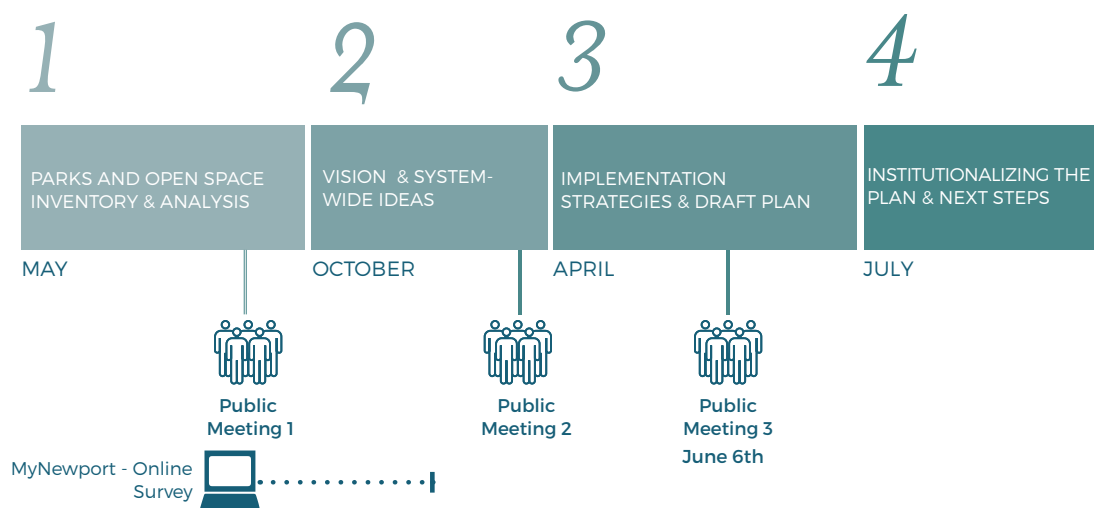 1
2
3
4
PARKS AND OPEN SPACE
INVENTORY & ANALYSIS
VISION & SYSTEM-
WIDE IDEAS
IMPLEMENTATION
STRATEGIES & DRAFT PLAN
INSTITUTIONALIZING THE
PLAN & NEXT STEPS
MAY
OCTOBER
APRIL
JULY
Public
Meeting 1
Public
Meeting 2
Public
Meeting 3
June 6th
MyNewport - Online
Survey